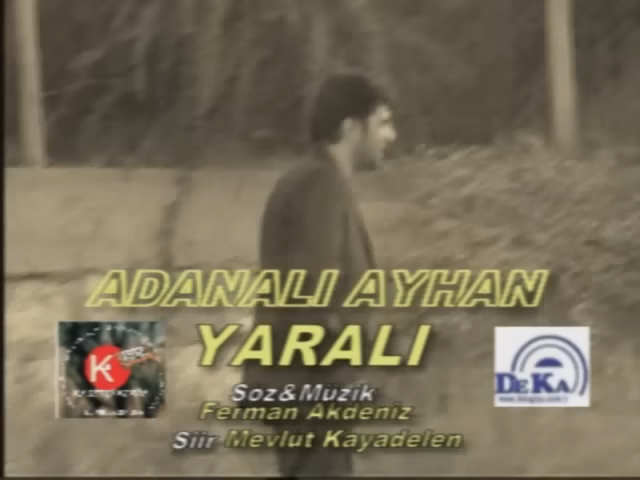 ADANALI AYHAN
YARALI
Soz&Müzik
Ferman Akdeniz
Siir Mevlut Kayadelen
K
DEKA